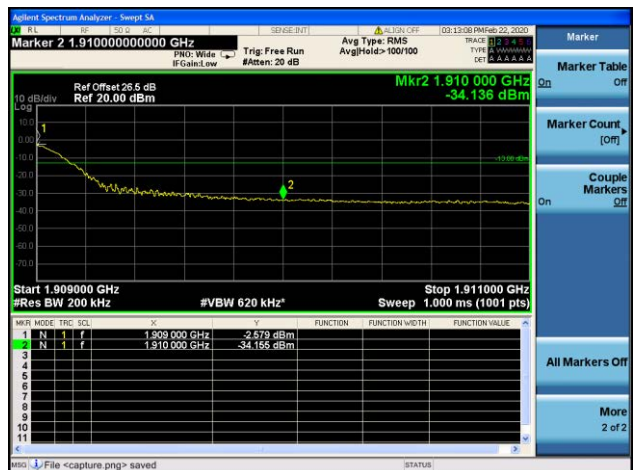 Agilent Spectrum Analyzer - Swept SA
RL RF 50 Ω AC SENSE:INT ALIGN OFF 03:13:08 PM Feb 22, 2020
Marker 2 1.910000000000 GHz
PNO: Wide
IFGain:Low
Trig: Free Run
#Atten: 20 dB
Avg Type: RMS
Avg|Hold:>100/100
TRACE 1 2 3 4 5 6
TYPE
DET A A A A A A
Mkr2 1.910 000 GHz
-34.136 dBm
Ref Offset 26.5 dB
10 dB/div Ref 20.00 dBm
Log
10.0
0.00
-10.0
-20.0
-30.0
-40.0
-50.0
-60.0
-70.0
1
2
Start 1.909000 GHz Stop 1.911000 GHz
#Res BW 200 kHz #VBW 620 kHz* Sweep 1.000 ms (1001 pts)
MKR MODE TRC SCL X Y FUNCTION FUNCTION WIDTH FUNCTION VALUE
1 N 1 f 1.909 000 GHz -2.579 dBm
2 N 1 f 1.910 000 GHz -34.155 dBm
3
4
5
6
7
8
9
10
11
MSG File <capture.png> saved STATUS
Marker
Marker Table
On Off
Marker Count
[Off]
Couple
Markers
On Off
All Markers Off
More
2 of 2